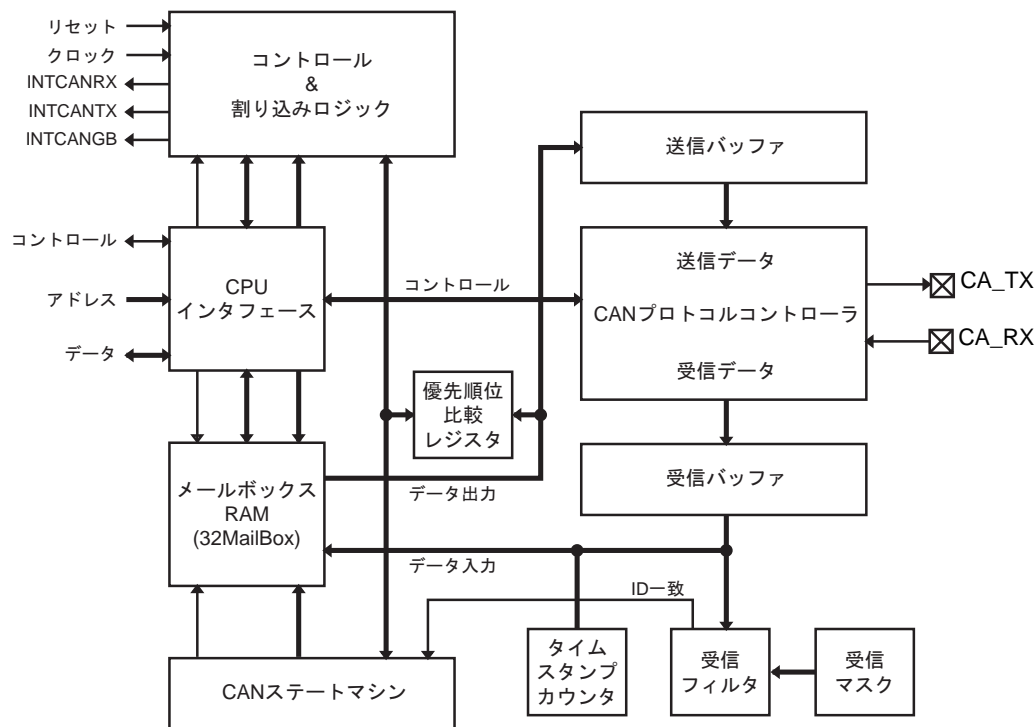 リセット
クロック
INTCANRX
INTCANTX
INTCANGB
コントロール
&
割り込みロジック
送信バッファ
コントロール
アドレス
データ
CPU
インタフェース
コントロール
送信データ
CANプロトコルコントローラ
受信データ
CA_TX
CA_RX
優先順位
比較
レジスタ
メールボックス
RAM
(32MailBox)
データ出力
データ入力
受信バッファ
ID一致
タイム
スタンプ
カウンタ
受信
フィルタ
受信
マスク
CANステートマシン